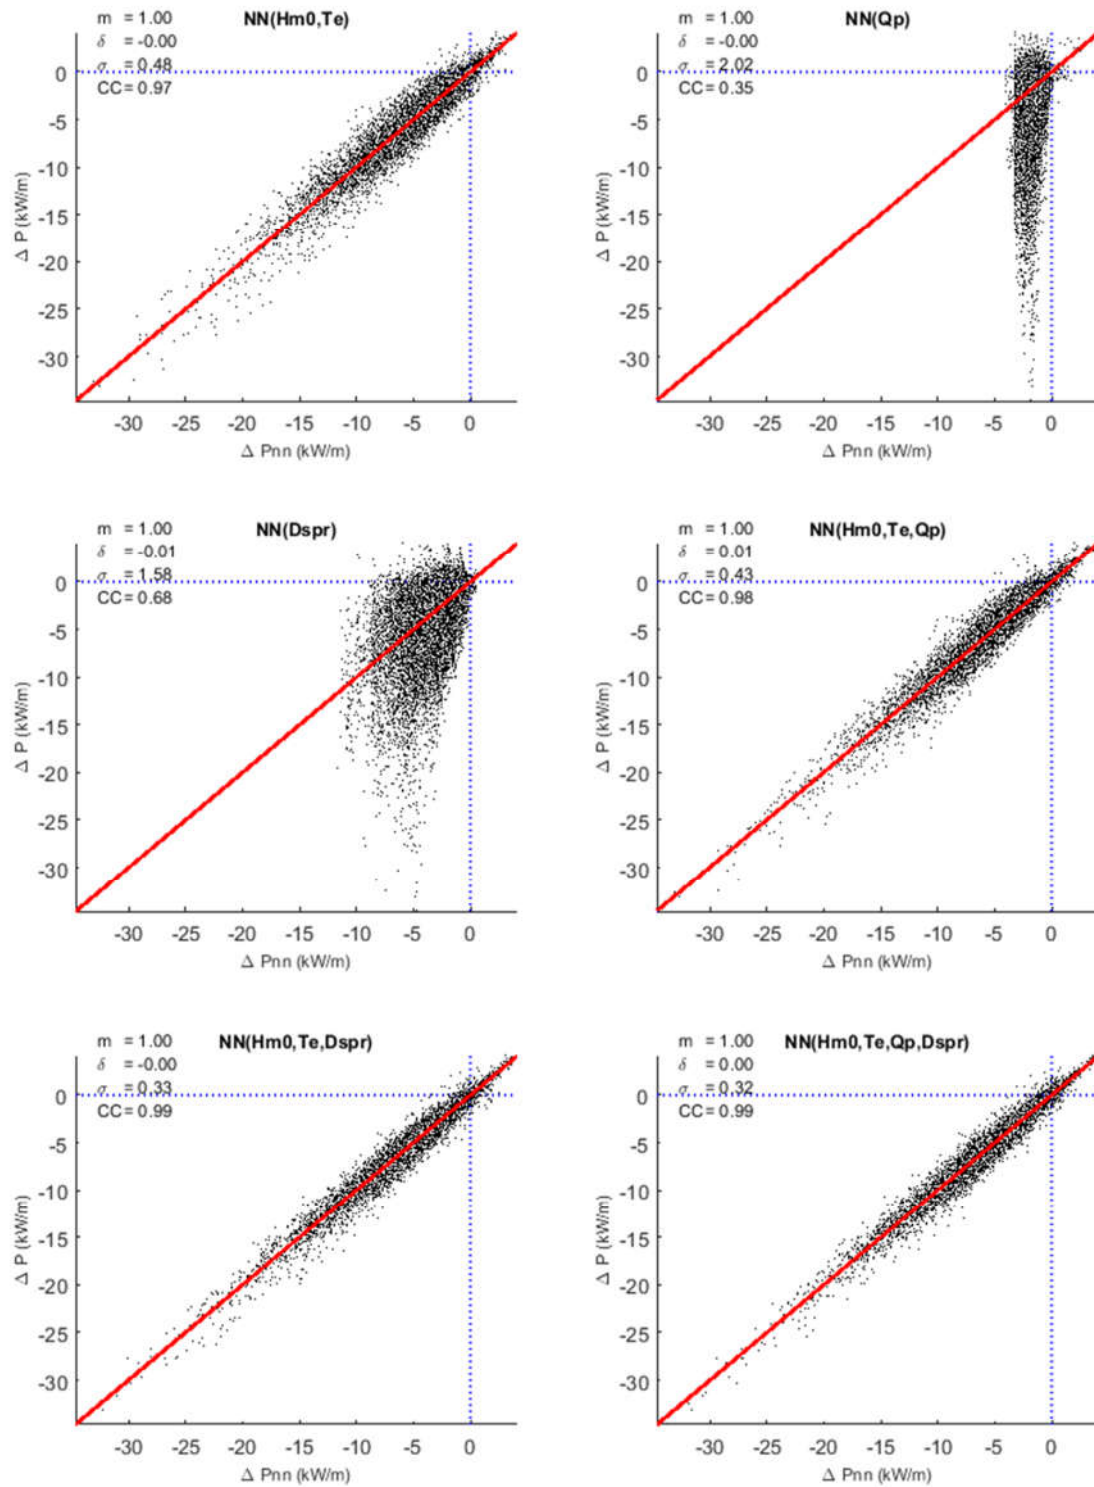 m = 1.00
NN(Hm0,Te)
δ = -0.00
σ = 0.48
CC = 0.97
0
-5
-10
-15
-20
-25
-30
Δ P (kW/m)
-30 -25 -20 -15 -10 -5 0
Δ Pnn (kW/m)
m = 1.00
NN(Qp)
δ = -0.00
σ = 2.02
CC = 0.35
0
-5
-10
-15
-20
-25
-30
Δ P (kW/m)
-30 -25 -20 -15 -10 -5 0
Δ Pnn (kW/m)
m = 1.00
NN(Dspr)
δ = -0.01
σ = 1.58
CC = 0.68
0
-5
-10
-15
-20
-25
-30
Δ P (kW/m)
-30 -25 -20 -15 -10 -5 0
Δ Pnn (kW/m)
m = 1.00
NN(Hm0,Te,Qp)
δ = 0.01
σ = 0.43
CC = 0.98
0
-5
-10
-15
-20
-25
-30
Δ P (kW/m)
-30 -25 -20 -15 -10 -5 0
Δ Pnn (kW/m)
m = 1.00
NN(Hm0,Te,Dspr)
δ = -0.00
σ = 0.33
CC = 0.99
0
-5
-10
-15
-20
-25
-30
Δ P (kW/m)
-30 -25 -20 -15 -10 -5 0
Δ Pnn (kW/m)
m = 1.00
NN(Hm0,Te,Qp,Dspr)
δ = 0.00
σ = 0.32
CC = 0.99
0
-5
-10
-15
-20
-25
-30
Δ P (kW/m)
-30 -25 -20 -15 -10 -5 0
Δ Pnn (kW/m)